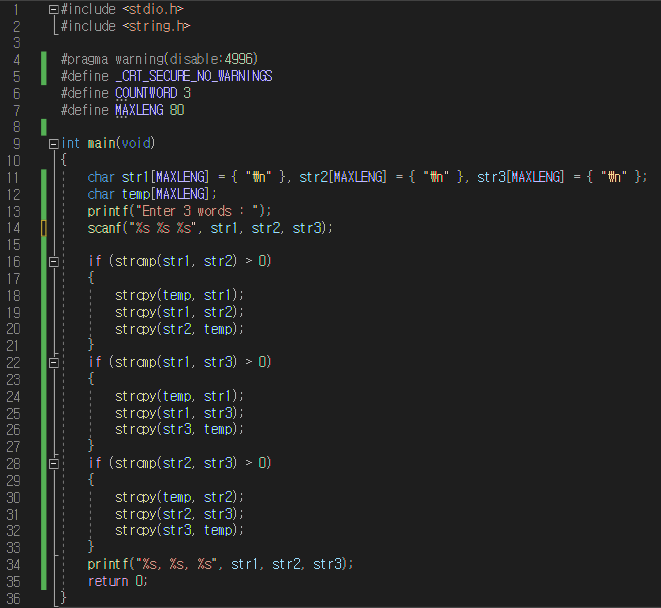 1 #include <stdio.h>
2 #include <string.h>
3
4 #pragma warning(disable:4996)
5 #define _CRT_SECURE_NO_WARNINGS
6 #define COUNTWORD 3
7 #define MAXLENG 80
8
9 int main(void)
10 {
11 char str1[MAXLENG] = { "₩n" }, str2[MAXLENG] = { "₩n" }, str3[MAXLENG] = { "₩n" };
12 char temp[MAXLENG];
13 printf("Enter 3 words : ");
14 scanf("%s %s %s", str1, str2, str3);
15
16 if (strcmp(str1, str2) > 0)
17 {
18 strcpy(temp, str1);
19 strcpy(str1, str2);
20 strcpy(str2, temp);
21 }
22 if (strcmp(str1, str3) > 0)
23 {
24 strcpy(temp, str1);
25 strcpy(str1, str3);
26 strcpy(str3, temp);
27 }
28 if (strcmp(str2, str3) > 0)
29 {
30 strcpy(temp, str2);
31 strcpy(str2, str3);
32 strcpy(str3, temp);
33 }
34 printf("%s, %s, %s", str1, str2, str3);
35 return 0;
36 }